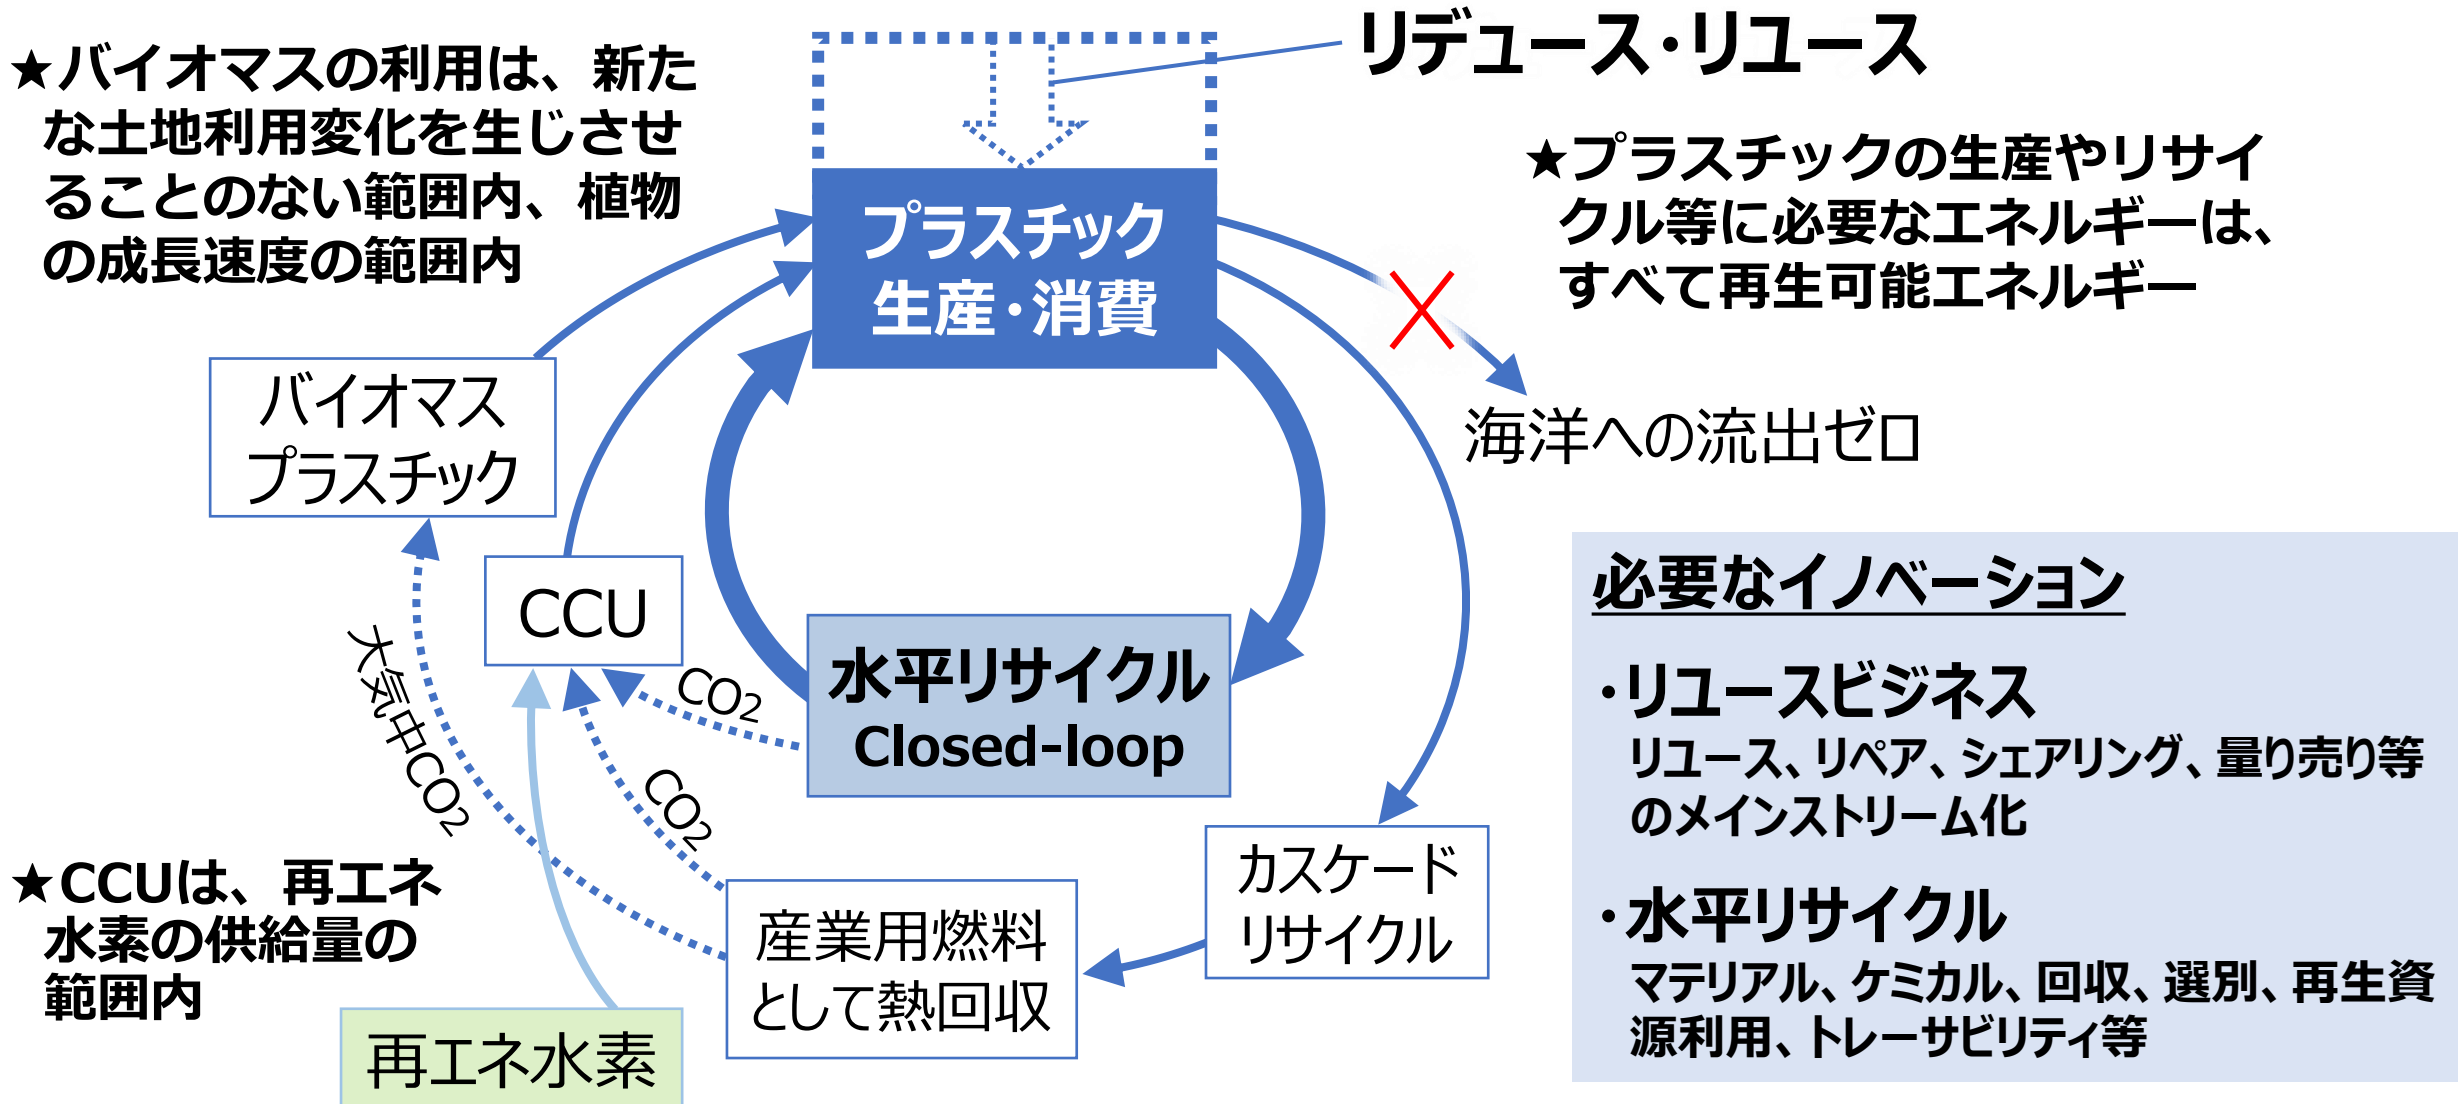 リデュース・リユース
★バイオマスの利用は、新た
な土地利用変化を生じさせ
ることのない範囲内、植物
の成長速度の範囲内
★プラスチックの生産やリサイ
クル等に必要なエネルギーは、
すべて再生可能エネルギー
プラスチック
生産・消費
バイオマス
プラスチック
海洋への流出ゼロ
CCU
水平リサイクル
Closed-loop
CO2
CO2
大気中CO2
カスケード
リサイクル
産業用燃料
として熱回収
★CCUは、再エネ
水素の供給量の
範囲内
再エネ水素
必要なイノベーション
・リユースビジネス
リユース、リペア、シェアリング、量り売り等
のメインストリーム化
・水平リサイクル
マテリアル、ケミカル、回収、選別、再生資
源利用、トレーサビリティ等